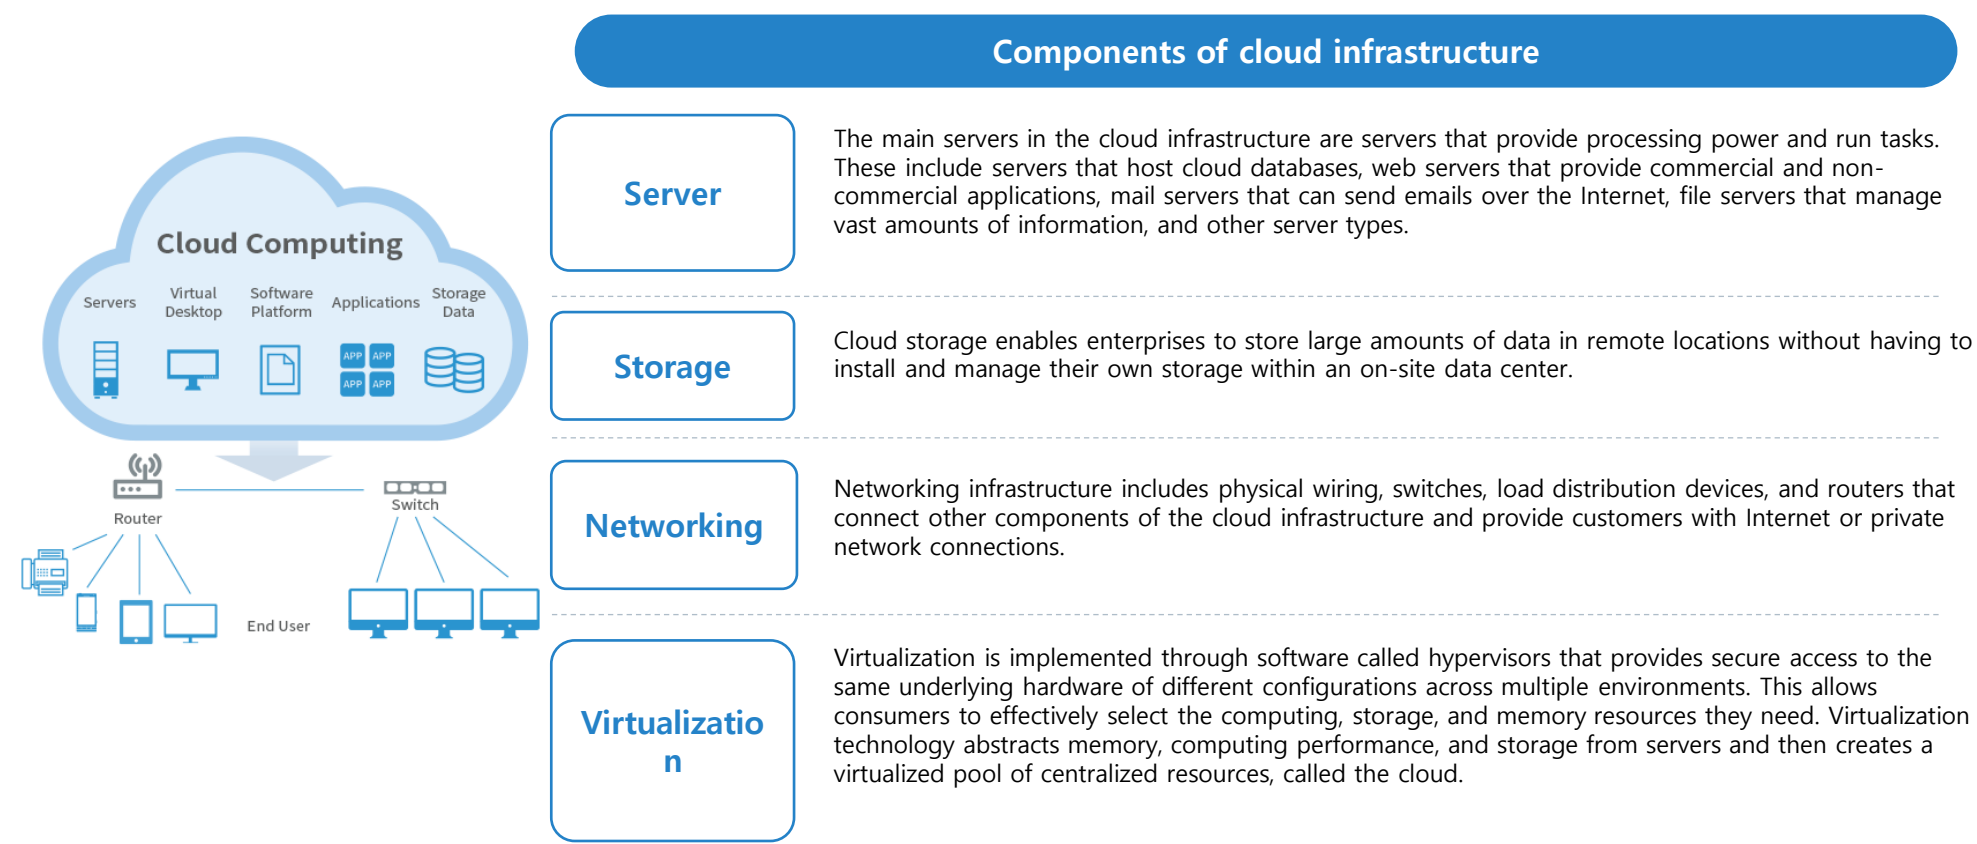 Components of cloud infrastructure
Cloud Computing
Servers
Virtual
Desktop
Software
Platform
Applications
Storage
Data
APP APP
APP APP
Router
Switch
End User
Server
The main servers in the cloud infrastructure are servers that provide processing power and run tasks.
These include servers that host cloud databases, web servers that provide commercial and non-
commercial applications, mail servers that can send emails over the Internet, file servers that manage
vast amounts of information, and other server types.
Storage
Cloud storage enables enterprises to store large amounts of data in remote locations without having to
install and manage their own storage within an on-site data center.
Networking
Networking infrastructure includes physical wiring, switches, load distribution devices, and routers that
connect other components of the cloud infrastructure and provide customers with Internet or private
network connections.
Virtualizatio
n
Virtualization is implemented through software called hypervisors that provides secure access to the
same underlying hardware of different configurations across multiple environments. This allows
consumers to effectively select the computing, storage, and memory resources they need. Virtualization
technology abstracts memory, computing performance, and storage from servers and then creates a
virtualized pool of centralized resources, called the cloud.